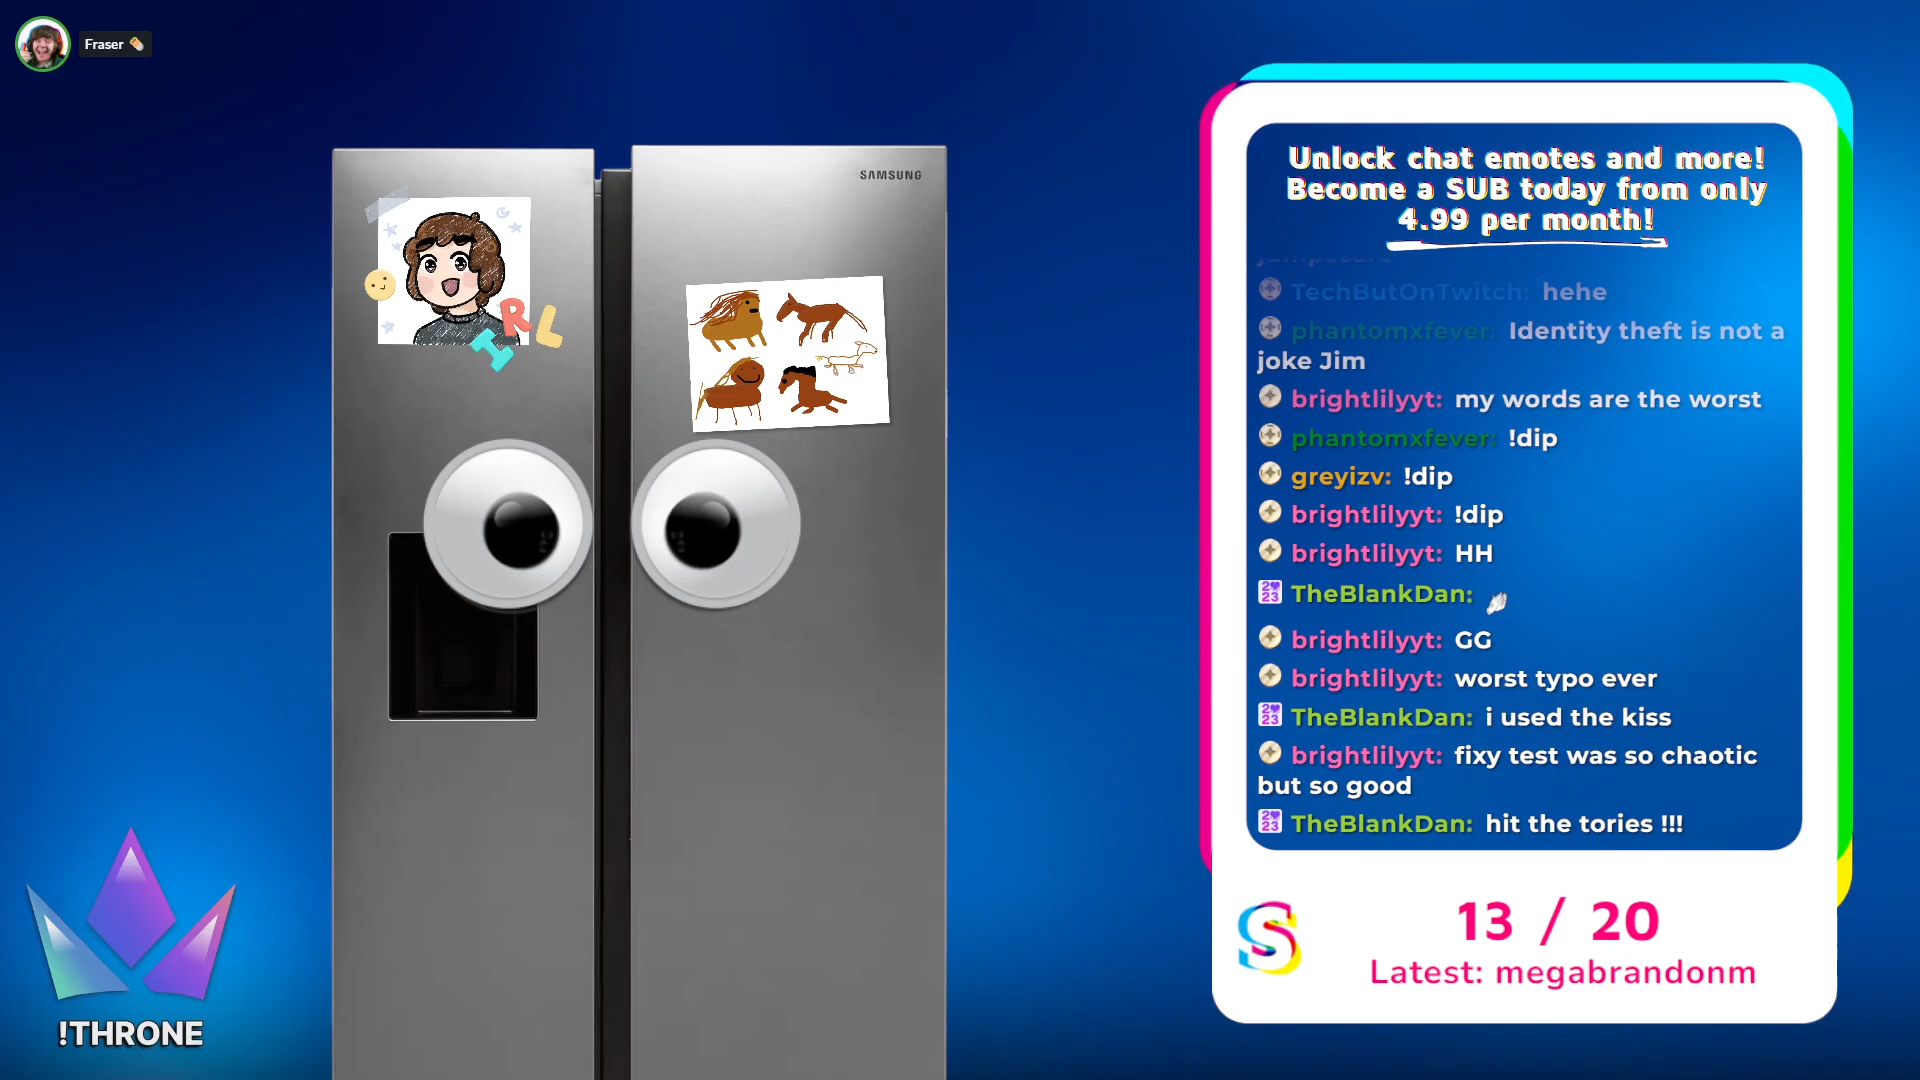 Fraser
SAMSUNG
IRL
!THRONE
Unlock chat emotes and more!
Become a SUB today from only
4.99 per month!
TechButOnTwitch: hehe
phantomxfever: Identity theft is not a
joke Jim
brightlilyyt: my words are the worst
phantomxfever: !dip
greyizv: !dip
brightlilyyt: !dip
brightlilyyt: HH
TheBlankDan:
brightlilyyt: GG
brightlilyyt: worst typo ever
TheBlankDan: i used the kiss
brightlilyyt: fixy test was so chaotic
but so good
TheBlankDan: hit the tories !!!
S
13 / 20
Latest: megabrandonm